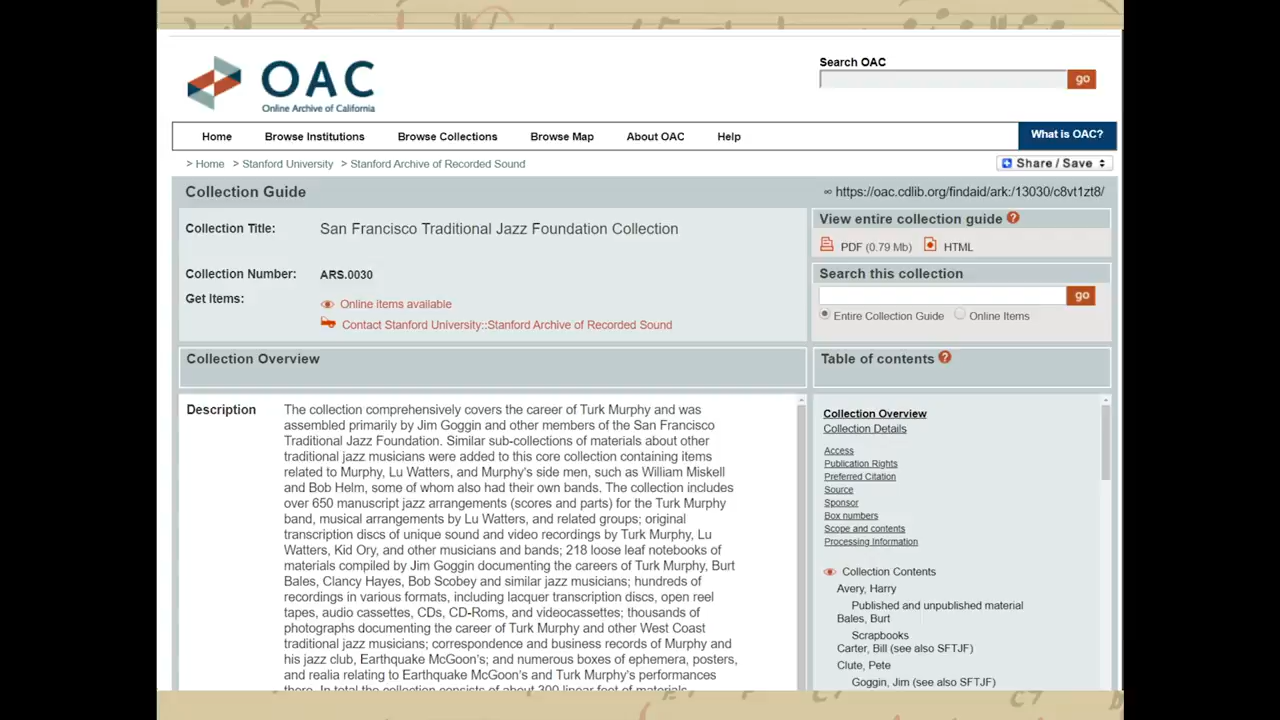 OAC
Online Archive of California
Search OAC
go
Home
Browse Institutions
Browse Collections
Browse Map
About OAC
Help
What is OAC?
> Home > Stanford University > Stanford Archive of Recorded Sound
Share / Save
Collection Guide
https://oac.cdlib.org/findaid/ark:/13030/c8vt1zt8/
Collection Title:
San Francisco Traditional Jazz Foundation Collection
Collection Number:
ARS.0030
Get Items:
Online items available
Contact Stanford University::Stanford Archive of Recorded Sound
View entire collection guide ?
PDF (0.79 Mb) HTML
Search this collection
go
Entire Collection Guide Online Items
Collection Overview
Table of contents ?
Description
The collection comprehensively covers the career of Turk Murphy and was
assembled primarily by Jim Goggin and other members of the San Francisco
Traditional Jazz Foundation. Similar sub-collections of materials about other
traditional jazz musicians were added to this core collection containing items
related to Murphy, Lu Watters, and Murphy's side men, such as William Miskell
and Bob Helm, some of whom also had their own bands. The collection includes
over 650 manuscript jazz arrangements (scores and parts) for the Turk Murphy
band, musical arrangements by Lu Watters, and related groups; original
transcription discs of unique sound and video recordings by Turk Murphy, Lu
Watters, Kid Ory, and other musicians and bands; 218 loose leaf notebooks of
materials compiled by Jim Goggin documenting the careers of Turk Murphy, Burt
Bales, Clancy Hayes, Bob Scobey and similar jazz musicians; hundreds of
recordings in various formats, including lacquer transcription discs, open reel
tapes, audio cassettes, CDs, CD-Roms, and videocassettes; thousands of
photographs documenting the career of Turk Murphy and other West Coast
traditional jazz musicians; correspondence and business records of Murphy and
his jazz club, Earthquake McGoon's; and numerous boxes of ephemera, posters,
and realia relating to Earthquake McGoon's and Turk Murphy's performances
there. In total the collection consists of about 300 linear feet of materials.
Collection Overview
Collection Details
Access
Publication Rights
Preferred Citation
Source
Sponsor
Box numbers
Scope and contents
Processing Information
Collection Contents
Avery, Harry
Published and unpublished material
Bales, Burt
Scrapbooks
Carter, Bill (see also SFTJF)
Clute, Pete
Goggin, Jim (see also SFTJF)